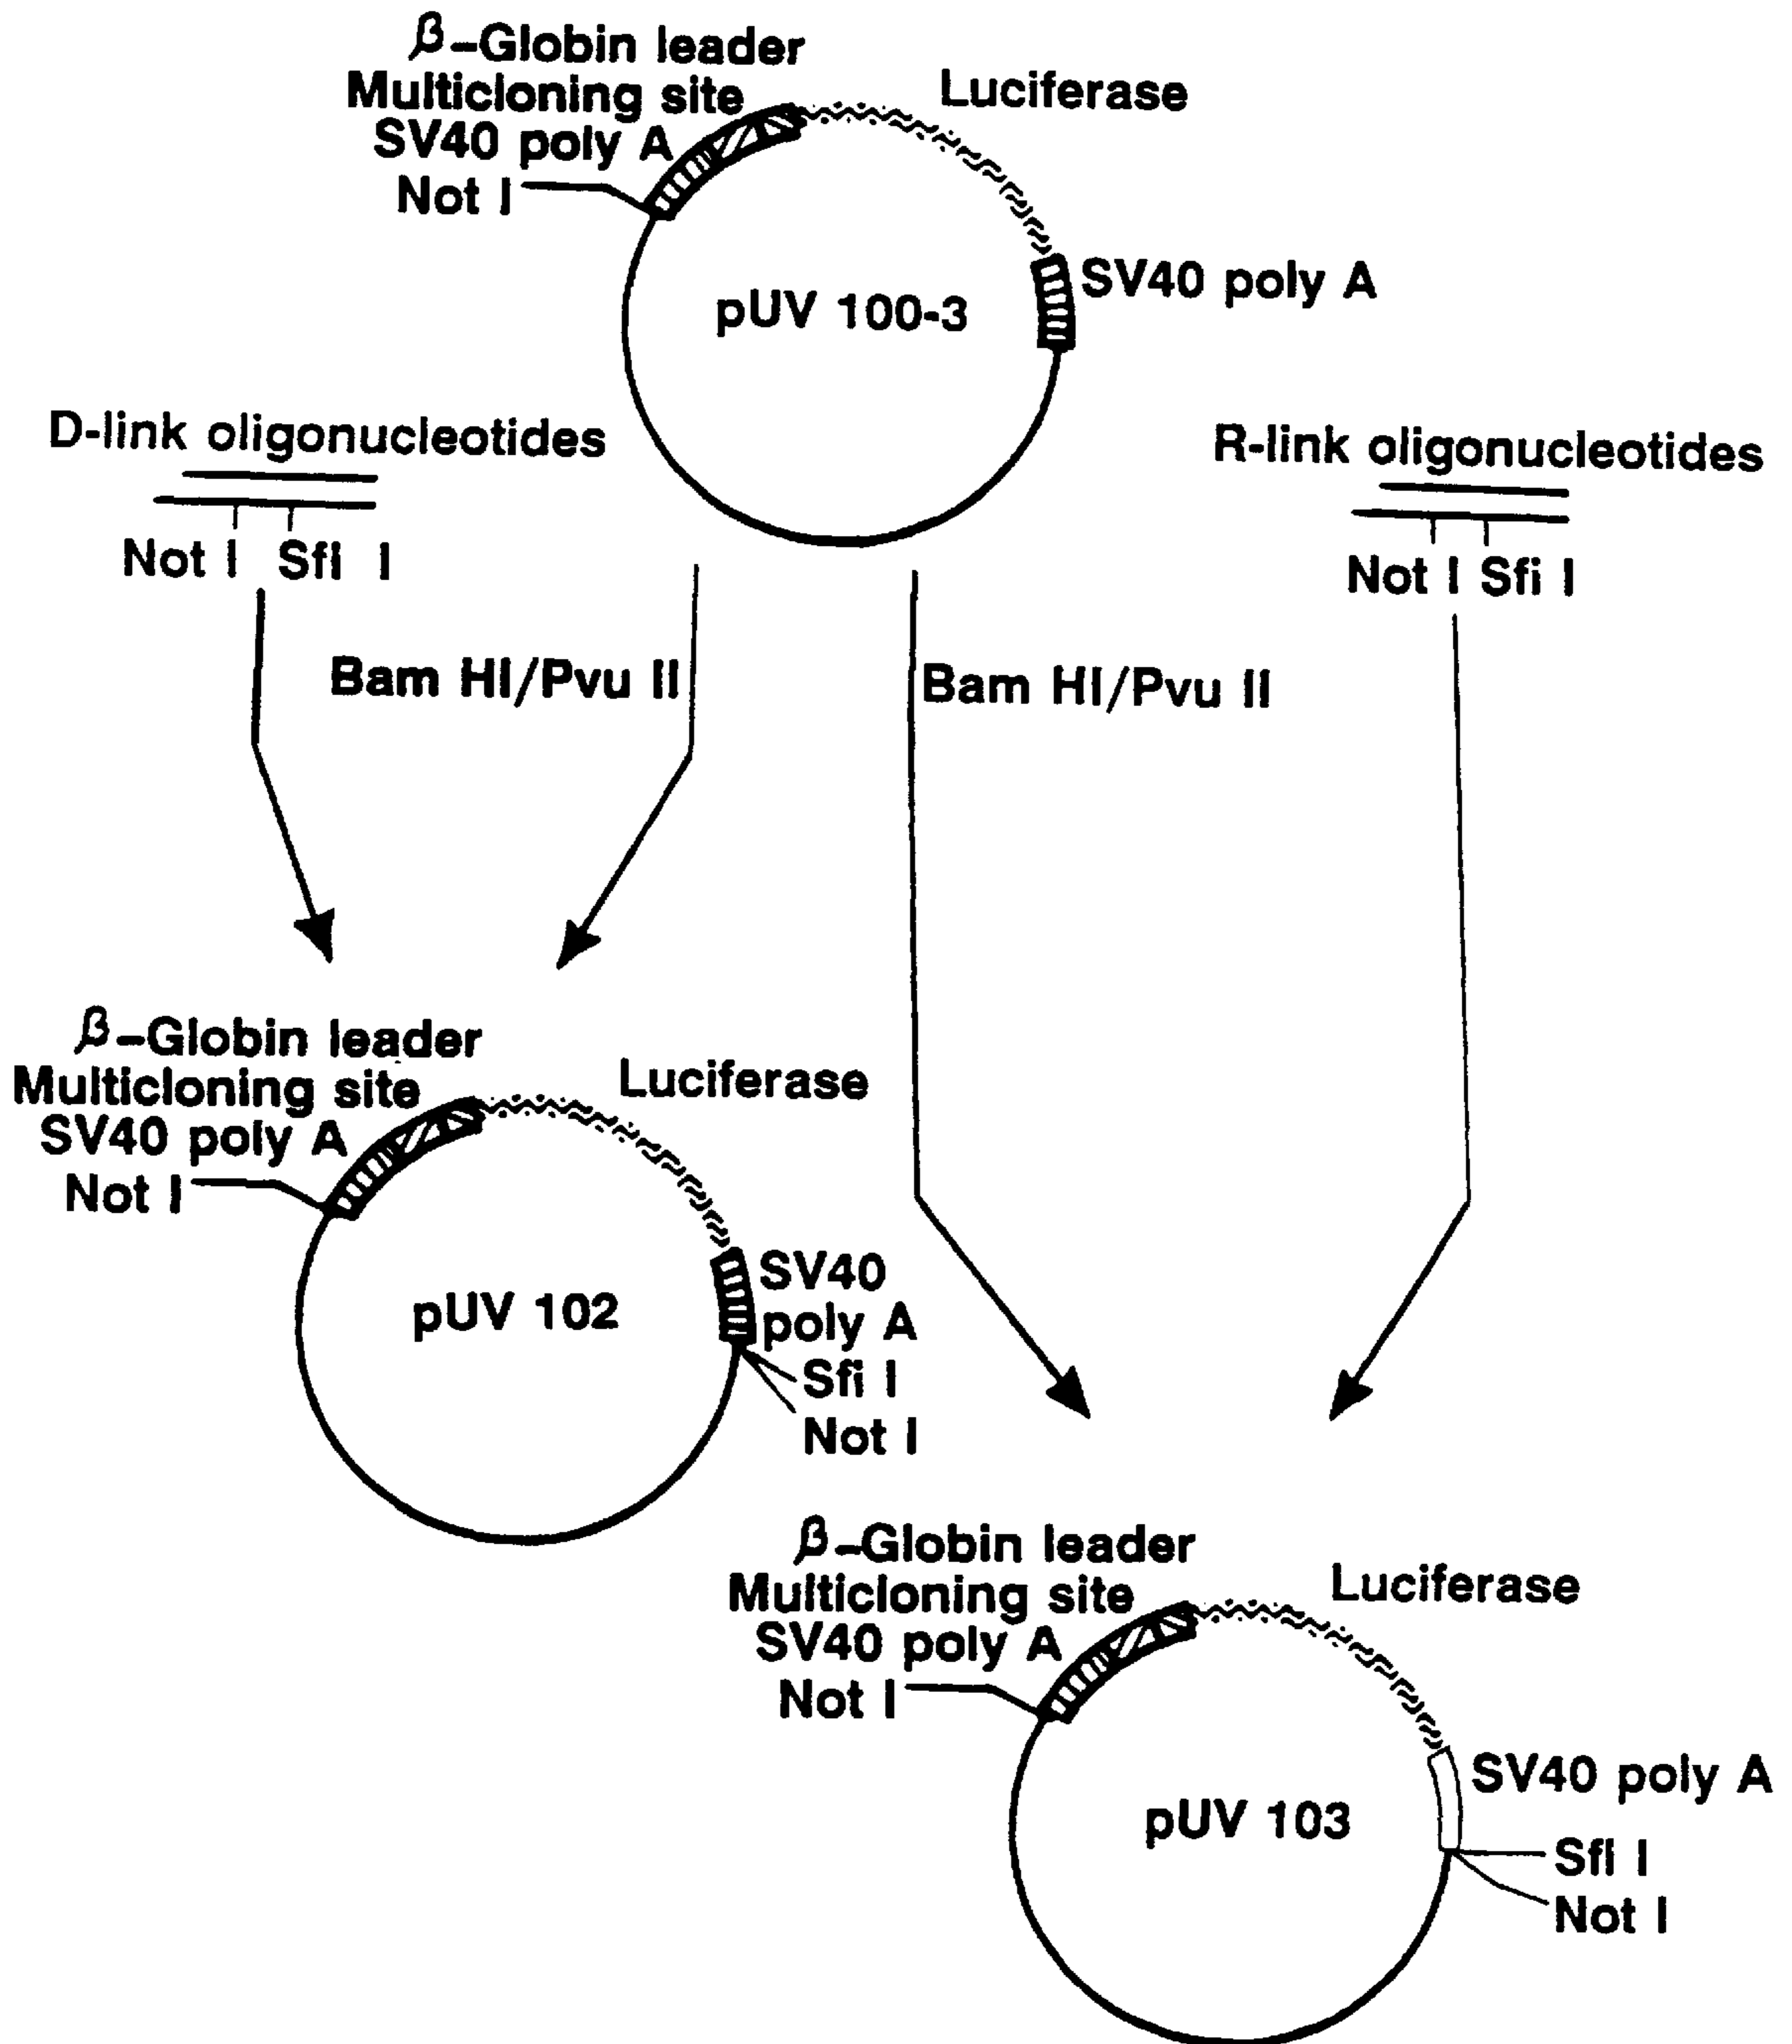 β-Globin leader
Multicloning site
SV40 poly A
Not I
Luciferase
SV40 poly A
pUV 100-3
D-link oligonucleotides
Not I Sfi I
R-link oligonucleotides
Not I Sfi I
Bam HI/Pvu II
Bam HI/Pvu II
β-Globin leader
Multicloning site
SV40 poly A
Not I
Luciferase
SV40
poly A
Sfi I
Not I
pUV 102
β-Globin leader
Multicloning site
SV40 poly A
Not I
Luciferase
SV40 poly A
Sfi I
Not I
pUV 103